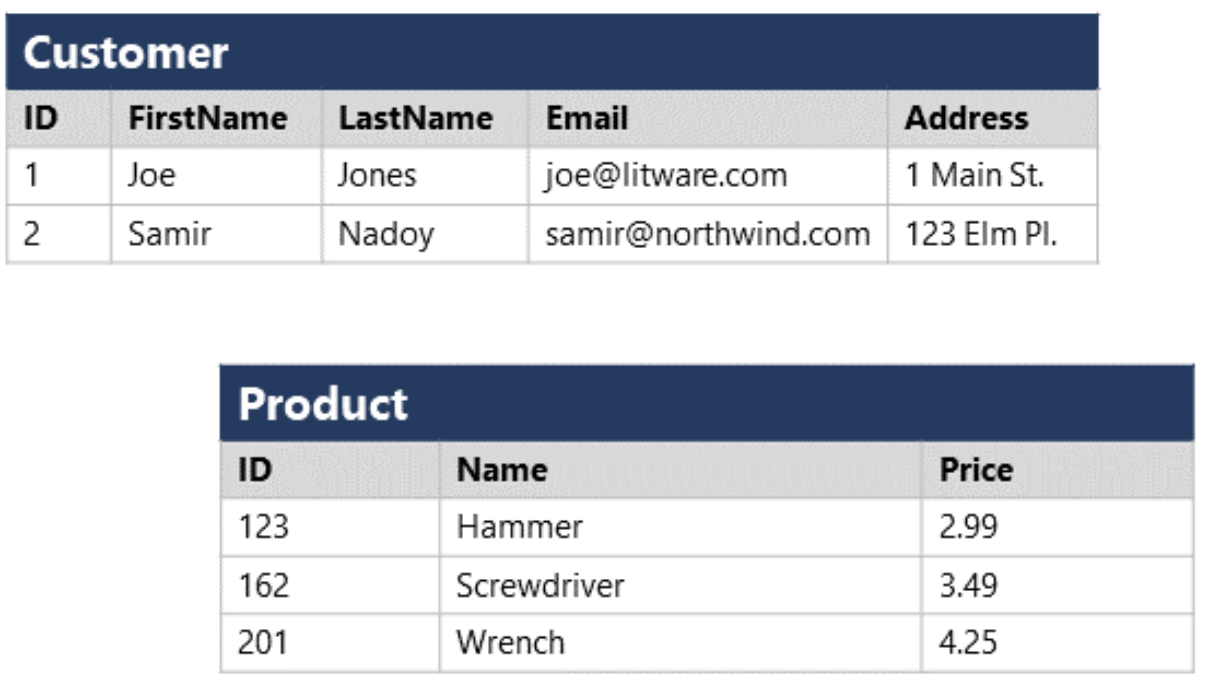 Customer
ID FirstName LastName Email Address
1 Joe Jones joe@litware.com 1 Main St.
2 Samir Nadoy samir@northwind.com 123 Elm Pl.
Product
ID Name Price
123 Hammer 2.99
162 Screwdriver 3.49
201 Wrench 4.25